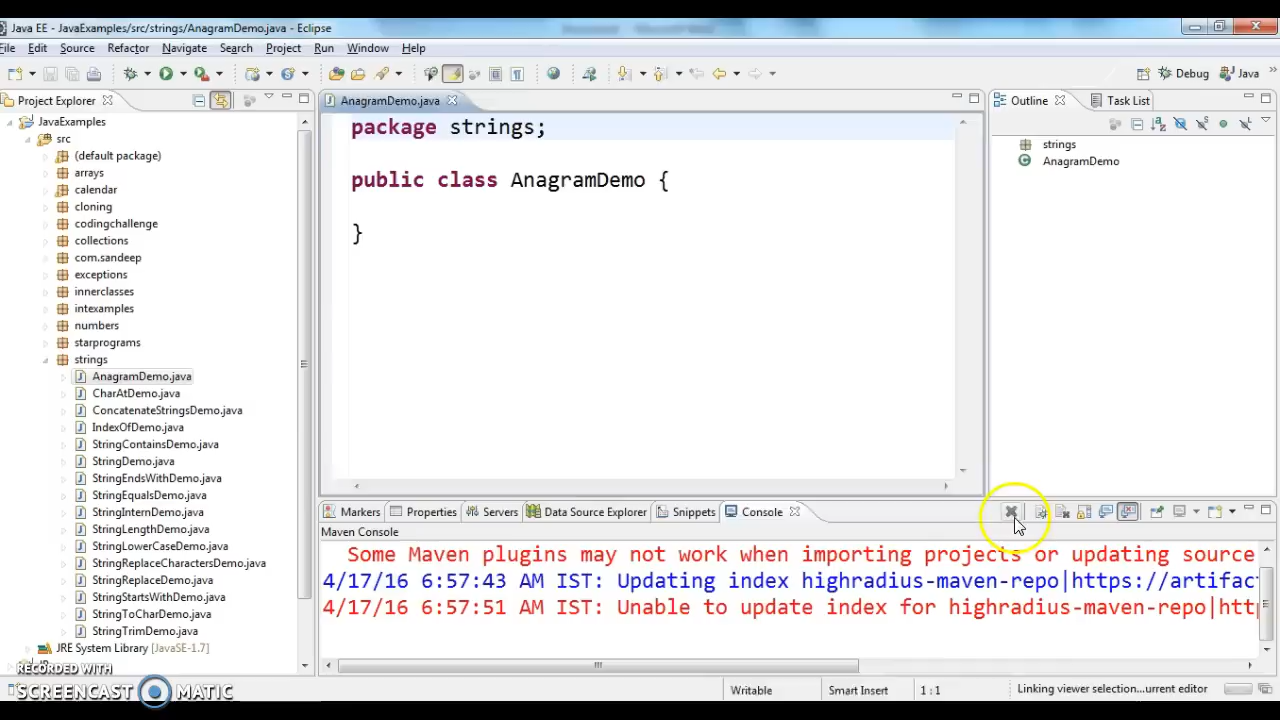 Java EE - JavaExamples/src/strings/AnagramDemo.java - Eclipse
File Edit Source Refactor Navigate Search Project Run Window Help
Debug Java
Project Explorer
AnagramDemo.java
Outline Task List
JavaExamples
src
(default package)
arrays
calendar
cloning
codingchallenge
collections
com.sandeep
exceptions
innerclasses
intexamples
numbers
starprograms
strings
AnagramDemo.java
CharAtDemo.java
ConcatenateStringsDemo.java
IndexOfDemo.java
StringContainsDemo.java
StringDemo.java
StringEndsWithDemo.java
StringEqualsDemo.java
StringInternDemo.java
StringLengthDemo.java
StringLowerCaseDemo.java
StringReplaceCharactersDemo.java
StringReplaceDemo.java
StringStartsWithDemo.java
StringToCharDemo.java
StringTrimDemo.java
JRE System Library [JavaSE-1.7]
package strings;
public class AnagramDemo {
}
strings
AnagramDemo
Markers Properties Servers Data Source Explorer Snippets Console
Maven Console
Some Maven plugins may not work when importing projects or updating source
4/17/16 6:57:43 AM IST: Updating index highradius-maven-repo|https://artifac
4/17/16 6:57:51 AM IST: Unable to update index for highradius-maven-repo|http
RECORDED WITH
SCREENCAST MATIC
Writable Smart Insert 1 : 1 Linking viewer selection...urrent editor